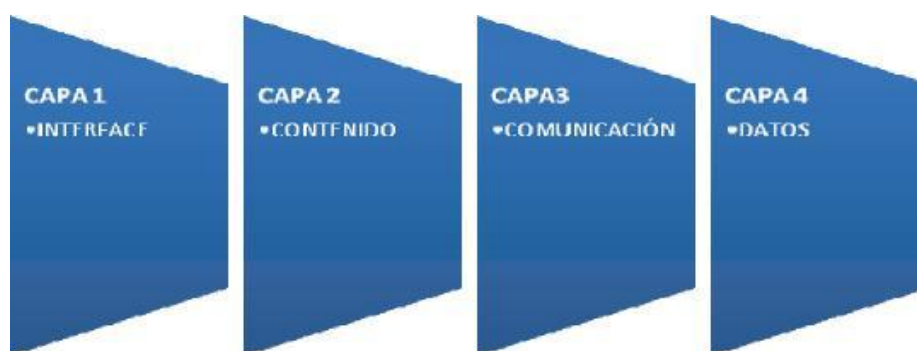 CAPA 1
•INTERFACE
CAPA 2
•CONTENIDO
CAPA3
•COMUNICACIÓN
CAPA 4
•DATOS